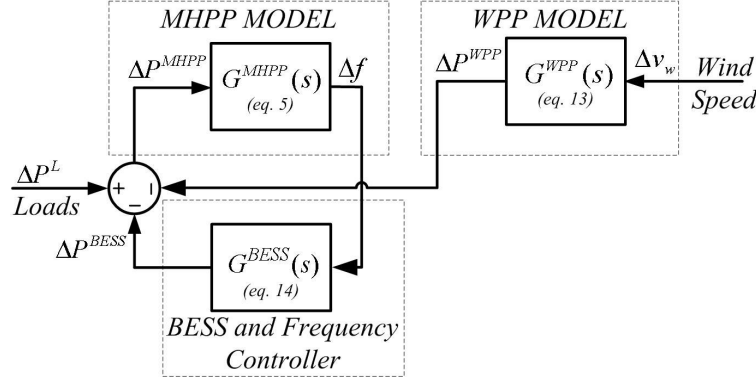 MHPP MODEL
WPP MODEL
ΔP^MHPP
G^MHPP(s)
(eq. 5)
Δf
ΔP^WPP
G^WPP(s)
(eq. 13)
Δv_w
Wind
Speed
ΔP^L
Loads
+
−
−
ΔP^BESS
G^BESS(s)
(eq. 14)
BESS and Frequency
Controller